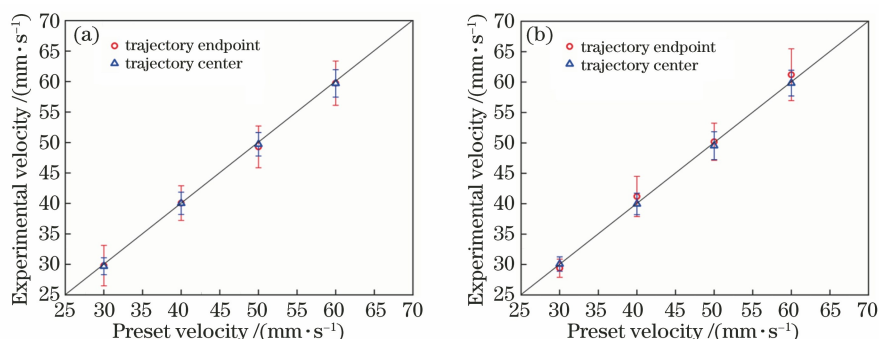 (a)
trajectory endpoint
trajectory center
Experimental velocity /(mm·s⁻¹)
70
65
60
55
50
45
40
35
30
25
25 30 35 40 45 50 55 60 65 70
Preset velocity /(mm·s⁻¹)
(b)
trajectory endpoint
trajectory center
Experimental velocity /(mm·s⁻¹)
70
65
60
55
50
45
40
35
30
25
25 30 35 40 45 50 55 60 65 70
Preset velocity /(mm·s⁻¹)